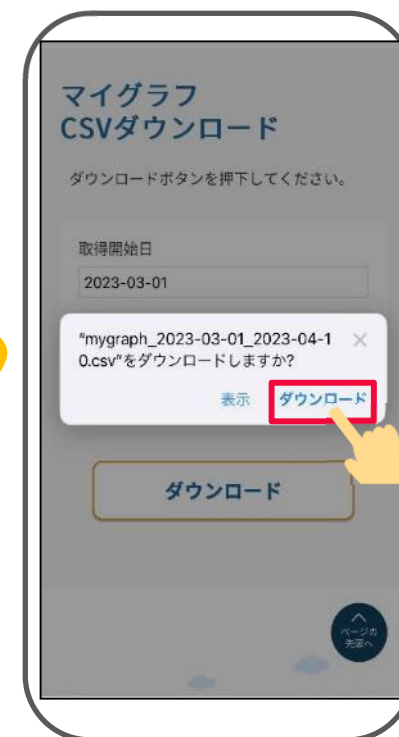 マイグラフ
CSVダウンロード
ダウンロードボタンを押下してください。
取得開始日
2023-03-01
"mygraph_2023-03-01_2023-04-1
0.csv"をダウンロードしますか?
表示 ダウンロード
ダウンロード
ページの
先頭へ